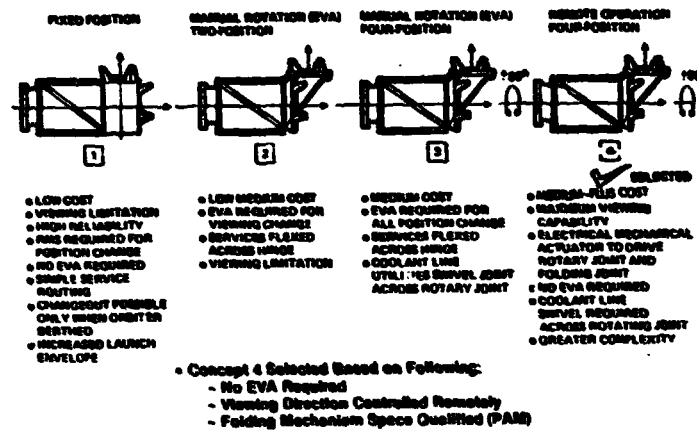 FIXED POSITION
MANUAL ROTATION (EVA)
TWO-POSITION
MANUAL ROTATION (EVA)
FOUR-POSITION
REMOTE OPERATION
FOUR-POSITION
1
2
3
4
SELECTED
• LOW COST
• VIEWING LIMITATION
• HIGH RELIABILITY
• RMS REQUIRED FOR
POSITION CHANGE
• NO EVA REQUIRED
• SIMPLE SERVICE
ROUTING
• CHANGEOUT POSSIBLE
ONLY WHEN ORBITER
BERTHED
• INCREASED LAUNCH
ENVELOPE
• LOW MEDIUM COST
• EVA REQUIRED FOR
VIEWING CHANGE
• SERVICES FLEXED
ACROSS HINGE
• VIEWING LIMITATION
• MEDIUM COST
• EVA REQUIRED FOR
ALL POSITION CHANGE
• SERVICES FLEXED
ACROSS HINGE
• COOLANT LINE
UTILITIES SWIVEL JOINT
ACROSS ROTARY JOINT
• MEDIUM-PLUS COST
• MAXIMUM VIEWING
CAPABILITY
• ELECTRICAL MECHANICAL
ACTUATOR TO DRIVE
ROTARY JOINT AND
FOLDING JOINT
• NO EVA REQUIRED
• COOLANT LINE
SWIVEL REQUIRED
ACROSS ROTATING JOINT
• GREATER COMPLEXITY
• Concept 4 Selected Based on Following:
- No EVA Required
- Viewing Direction Controlled Remotely
- Folding Mechanism Space Qualified (PAM)